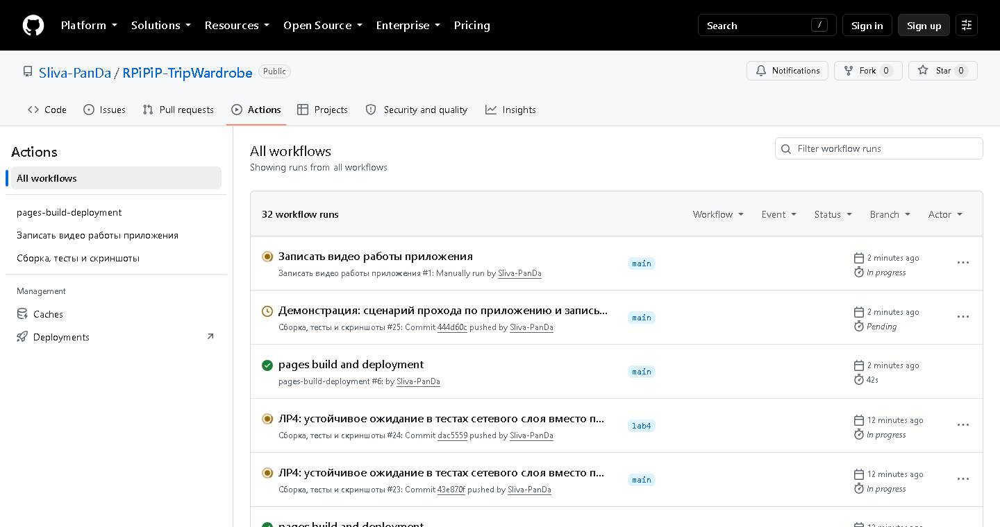 Platform Solutions Resources Open Source Enterprise Pricing Search / Sign in Sign up
Sliva-PanDa / RPiPiP-TripWardrobe Public Notifications Fork 0 Star 0
Code Issues Pull requests Actions Projects Security and quality Insights
Actions
All workflows
pages-build-deployment
Записать видео работы приложения
Сборка, тесты и скриншоты
Management
Caches
Deployments
All workflows
Showing runs from all workflows
Filter workflow runs
32 workflow runs Workflow Event Status Branch Actor
Записать видео работы приложения
Записать видео работы приложения #1: Manually run by Sliva-PanDa
main
2 minutes ago
In progress
Демонстрация: сценарий прохода по приложению и запись...
Сборка, тесты и скриншоты #25: Commit 444d60c pushed by Sliva-PanDa
main
2 minutes ago
Pending
pages build and deployment
pages-build-deployment #6: by Sliva-PanDa
main
2 minutes ago
42s
ЛР4: устойчивое ожидание в тестах сетевого слоя вместо п...
Сборка, тесты и скриншоты #24: Commit dac5559 pushed by Sliva-PanDa
lab4
12 minutes ago
In progress
ЛР4: устойчивое ожидание в тестах сетевого слоя вместо п...
Сборка, тесты и скриншоты #23: Commit 43e870f pushed by Sliva-PanDa
main
12 minutes ago
In progress
pages build and deployment
12 minutes ago